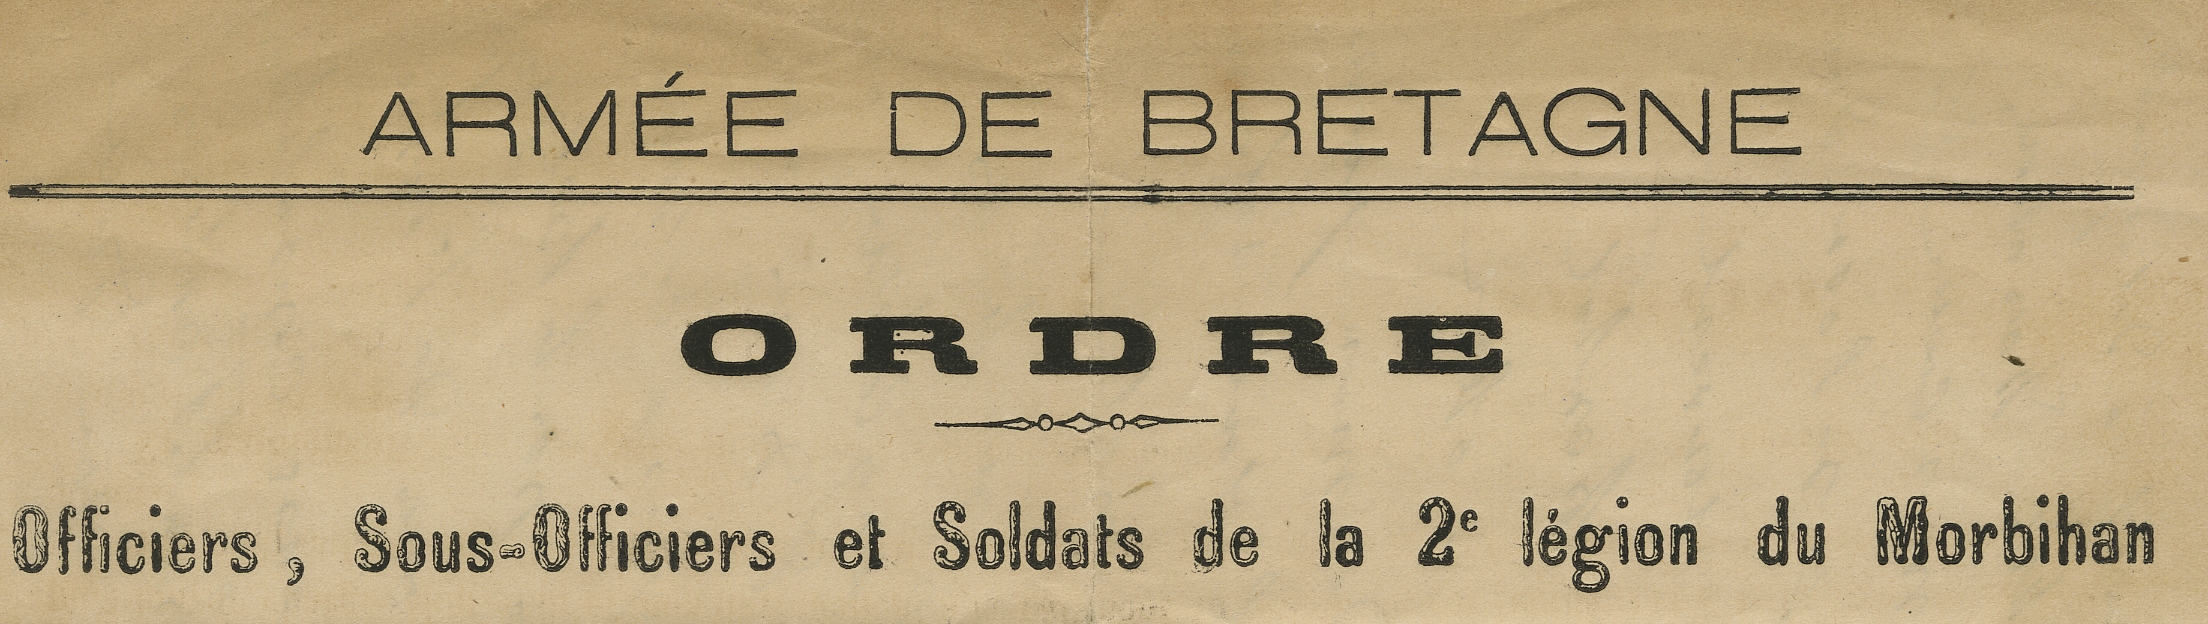 ARMÉE DE BRETAGNE
ORDRE
Officiers, Sous-Officiers et Soldats de la 2e légion du Morbihan